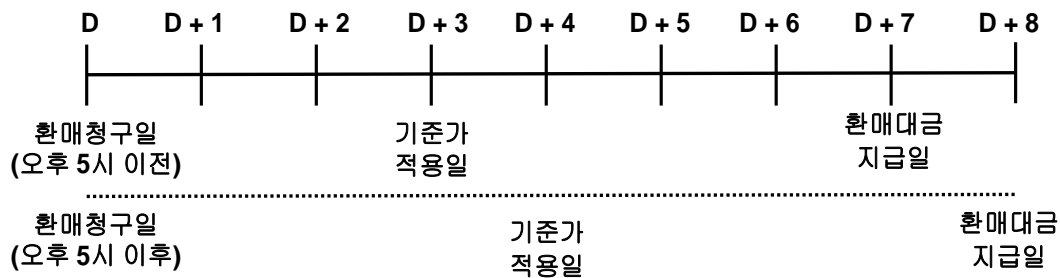 D D + 1 D + 2 D + 3 D + 4 D + 5 D + 6 D + 7 D + 8
환매청구일
(오후 5시 이전)
기준가
적용일
환매대금
지급일
환매청구일
(오후 5시 이후)
기준가
적용일
환매대금
지급일